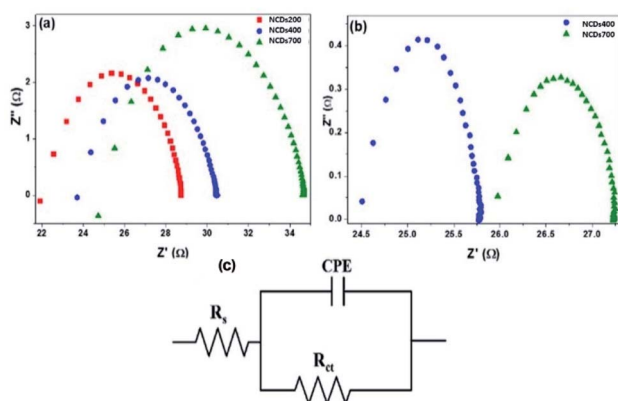 (a)
NCDs200
NCDs400
NCDs700
Z'' (Ω)
3
2
1
0
22 24 26 28 30 32 34
Z' (Ω)
(b)
NCDs400
NCDs700
Z'' (Ω)
0.4
0.3
0.2
0.1
0.0
24.5 25.0 25.5 26.0 26.5 27.0
Z' (Ω)
(c)
CPE
Rs
Rct